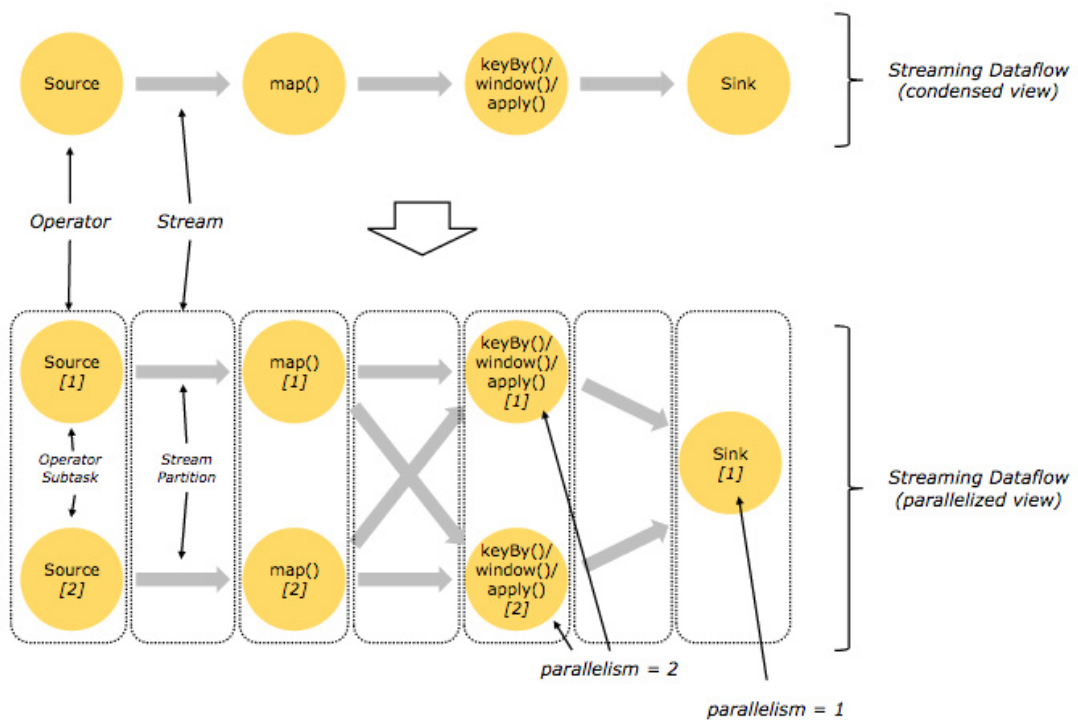 Source
map()
keyBy()/
window()/
apply()
Sink
Streaming Dataflow
(condensed view)
Operator
Stream
Source
[1]
map()
[1]
keyBy()/
window()/
apply()
[1]
Operator
Subtask
Stream
Partition
Sink
[1]
Streaming Dataflow
(parallelized view)
Source
[2]
map()
[2]
keyBy()/
window()/
apply()
[2]
parallelism = 2
parallelism = 1